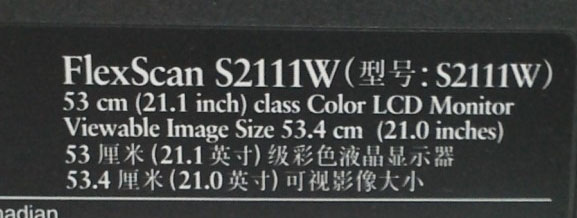 FlexScan S2111W(型号:S2111W)
53 cm (21.1 inch) class Color LCD Monitor
Viewable Image Size 53.4 cm (21.0 inches)
53 厘米(21.1 英寸)级彩色液晶显示器
53.4 厘米(21.0 英寸)可视影像大小
nadian